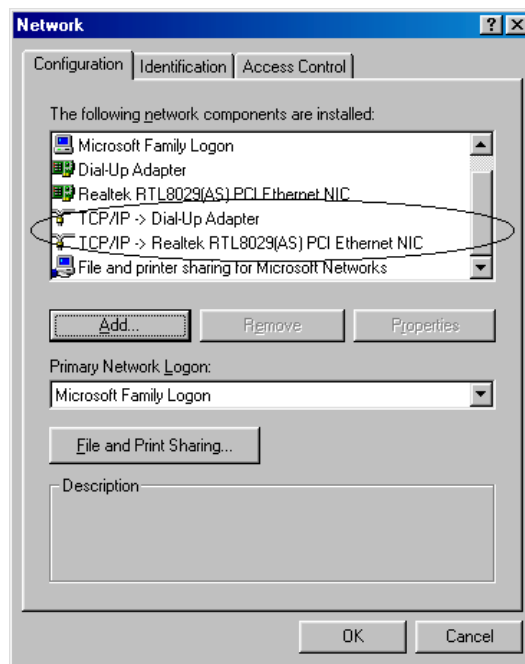 Network
Configuration Identification Access Control
The following network components are installed:
Microsoft Family Logon
Dial-Up Adapter
Realtek RTL8029(AS) PCI Ethernet NIC
TCP/IP -> Dial-Up Adapter
TCP/IP -> Realtek RTL8029(AS) PCI Ethernet NIC
File and printer sharing for Microsoft Networks
Add... Remove Properties
Primary Network Logon:
Microsoft Family Logon
File and Print Sharing...
Description
OK Cancel